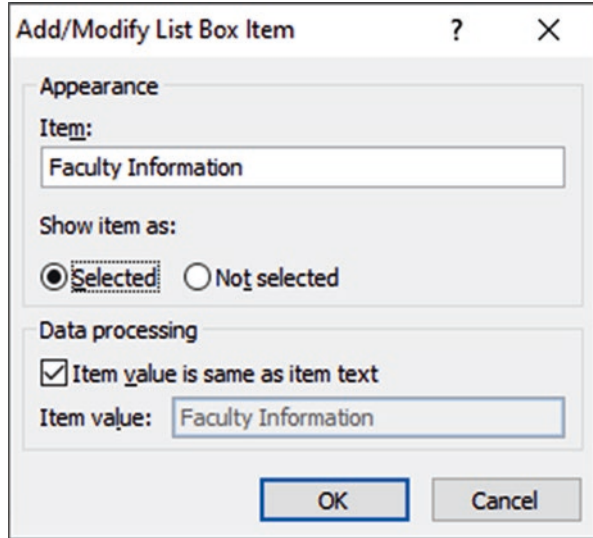 Add/Modify List Box Item ? X
Appearance
Item:
Faculty Information
Show item as:
Selected Not selected
Data processing
Item value is same as item text
Item value: Faculty Information
OK Cancel